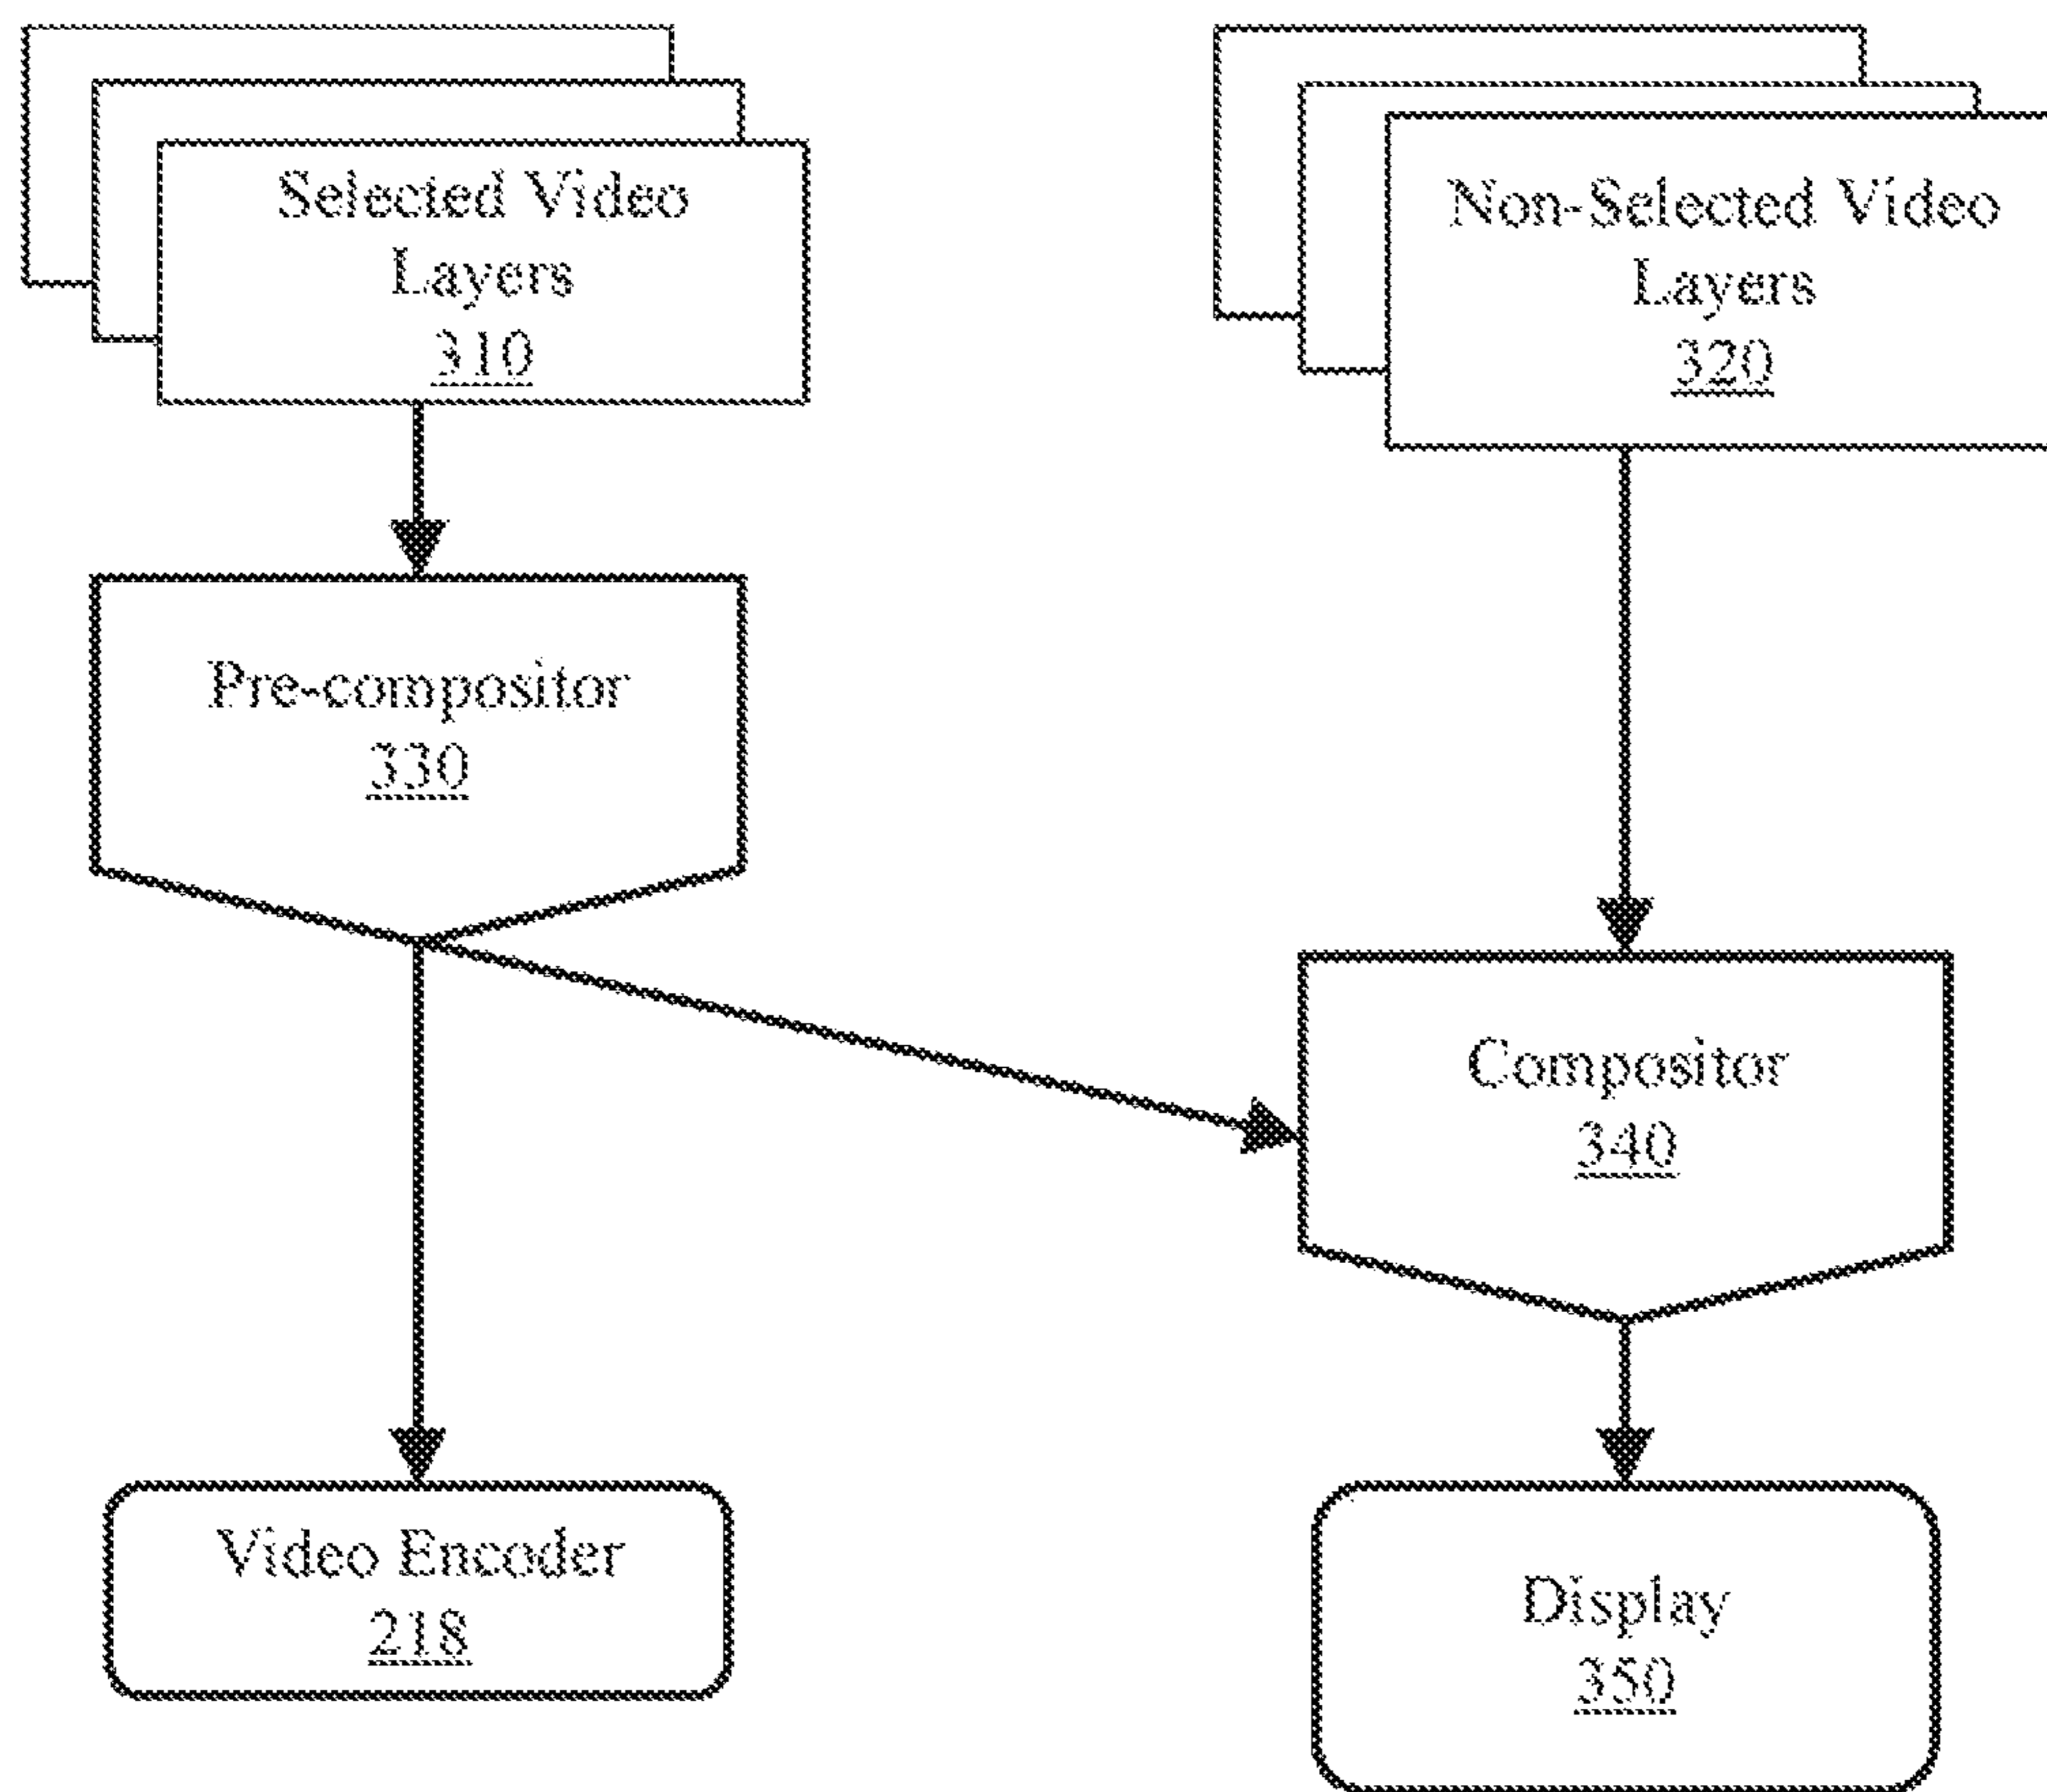 Selected Video
Layers
310
Non-Selected Video
Layers
320
Pre-compositor
330
Compositor
340
Video Encoder
218
Display
350